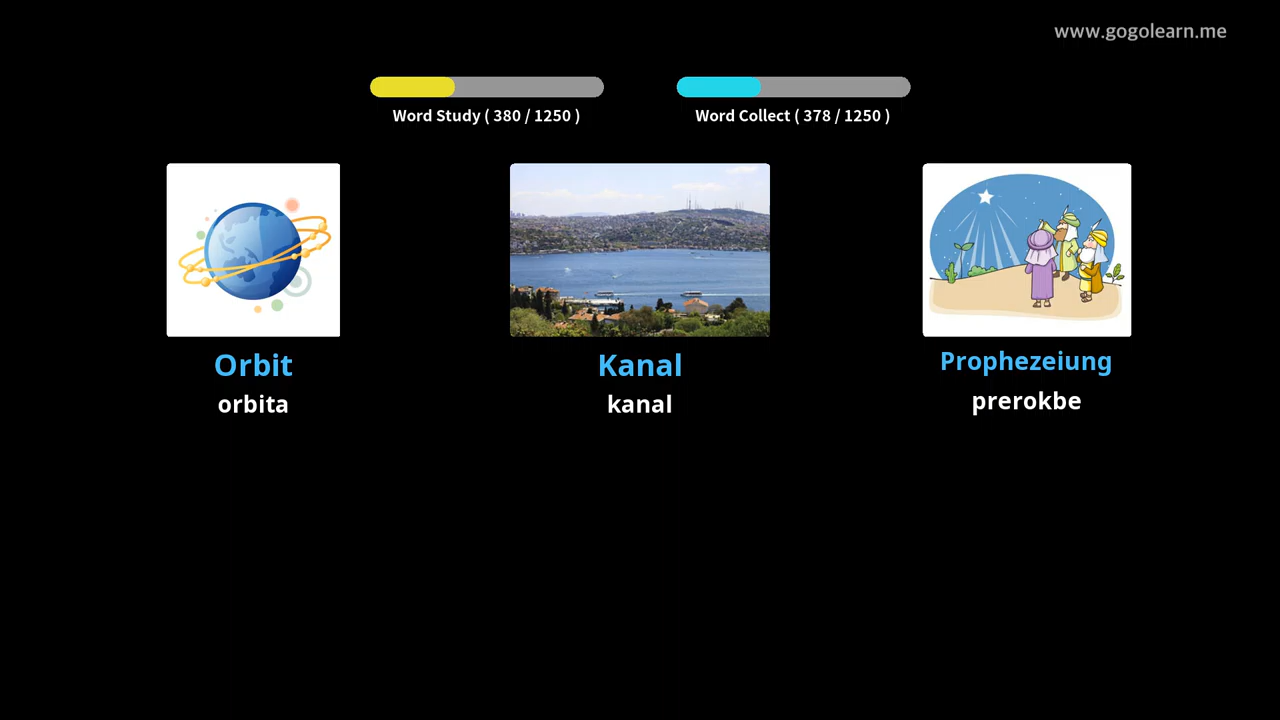 www.gogolearn.me
Word Study ( 380 / 1250 )
Word Collect ( 378 / 1250 )
Orbit
orbita
Kanal
kanal
Prophezeiung
prerokbe